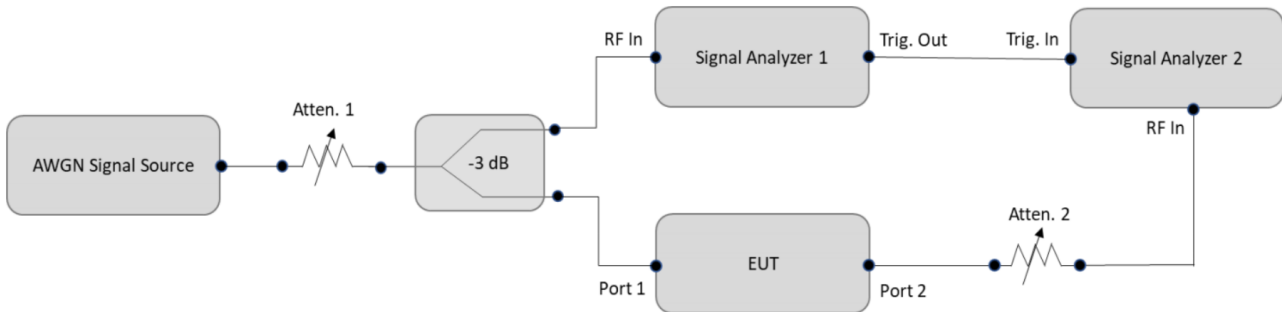 RF In
Signal Analyzer 1
Trig. Out
Trig. In
Signal Analyzer 2
Atten. 1
RF In
AWGN Signal Source
-3 dB
Atten. 2
EUT
Port 1
Port 2